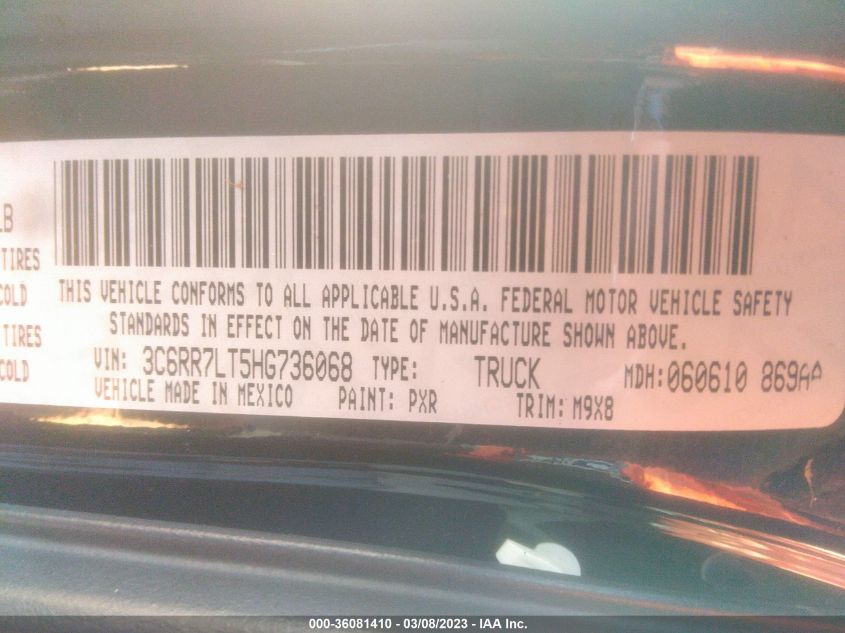 LB
TIRES
COLD
TIRES
COLD
THIS VEHICLE CONFORMS TO ALL APPLICABLE U.S.A. FEDERAL MOTOR VEHICLE SAFETY
STANDARDS IN EFFECT ON THE DATE OF MANUFACTURE SHOWN ABOVE.
VIN: 3C6RR7LT5HG736068 TYPE: TRUCK MDH:060610 869AA
VEHICLE MADE IN MEXICO PAINT: PXR TRIM: M9X8
000-36081410 - 03/08/2023 - IAA Inc.